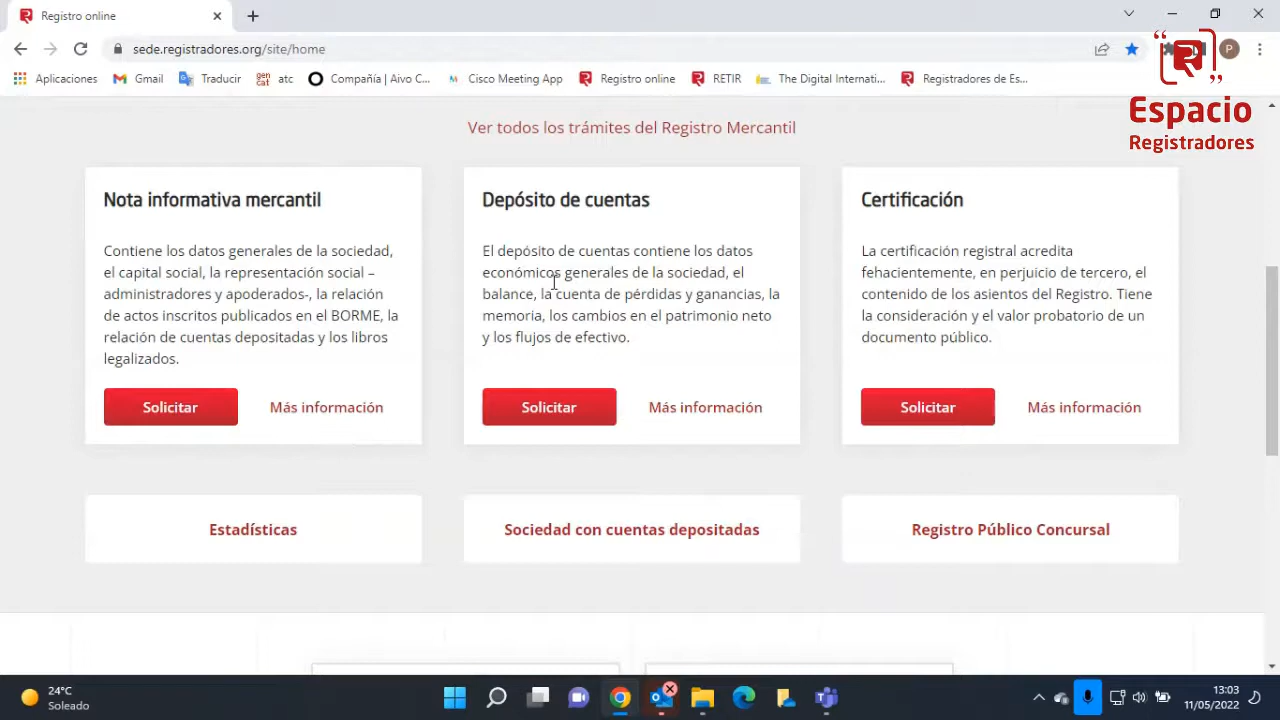 Registro online
sede.registradores.org/site/home
P
Aplicaciones
Gmail
Traducir
gen cat
atc
Compañía | Aivo C...
Cisco Meeting App
Registro online
RETIR
The Digital Internati...
Registradores de Es...
Espacio
Registradores
Ver todos los trámites del Registro Mercantil
Nota informativa mercantil
Contiene los datos generales de la sociedad,
el capital social, la representación social –
administradores y apoderados-, la relación
de actos inscritos publicados en el BORME, la
relación de cuentas depositadas y los libros
legalizados.
Solicitar
Más información
Depósito de cuentas
El depósito de cuentas contiene los datos
económicos generales de la sociedad, el
balance, la cuenta de pérdidas y ganancias, la
memoria, los cambios en el patrimonio neto
y los flujos de efectivo.
Solicitar
Más información
Certificación
La certificación registral acredita
fehacientemente, en perjuicio de tercero, el
contenido de los asientos del Registro. Tiene
la consideración y el valor probatorio de un
documento público.
Solicitar
Más información
Estadísticas
Sociedad con cuentas depositadas
Registro Público Concursal
24°C
Soleado
13:03
11/05/2022